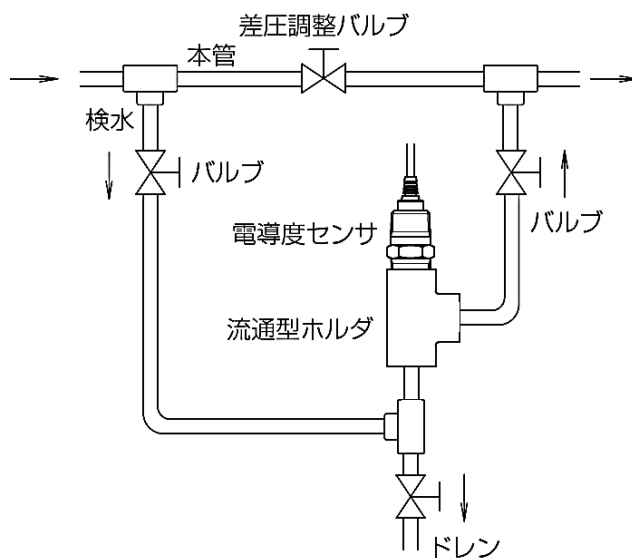 差圧調整バルブ
本管
検水
バルブ
電導度センサ
バルブ
流通型ホルダ
ドレン